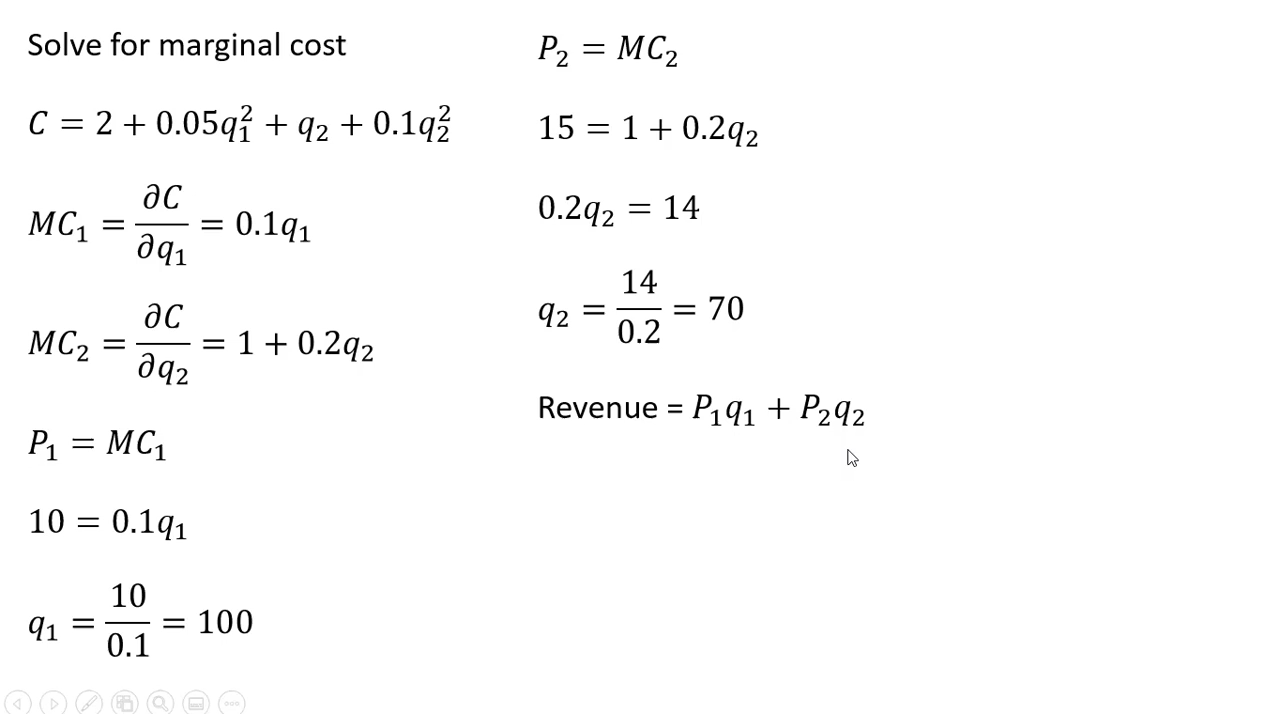 Solve for marginal cost
C = 2 + 0.05q₁² + q₂ + 0.1q₂²
MC₁ = ∂C/∂q₁ = 0.1q₁
MC₂ = ∂C/∂q₂ = 1 + 0.2q₂
P₁ = MC₁
10 = 0.1q₁
q₁ = 10/0.1 = 100
P₂ = MC₂
15 = 1 + 0.2q₂
0.2q₂ = 14
q₂ = 14/0.2 = 70
Revenue = P₁q₁ + P₂q₂